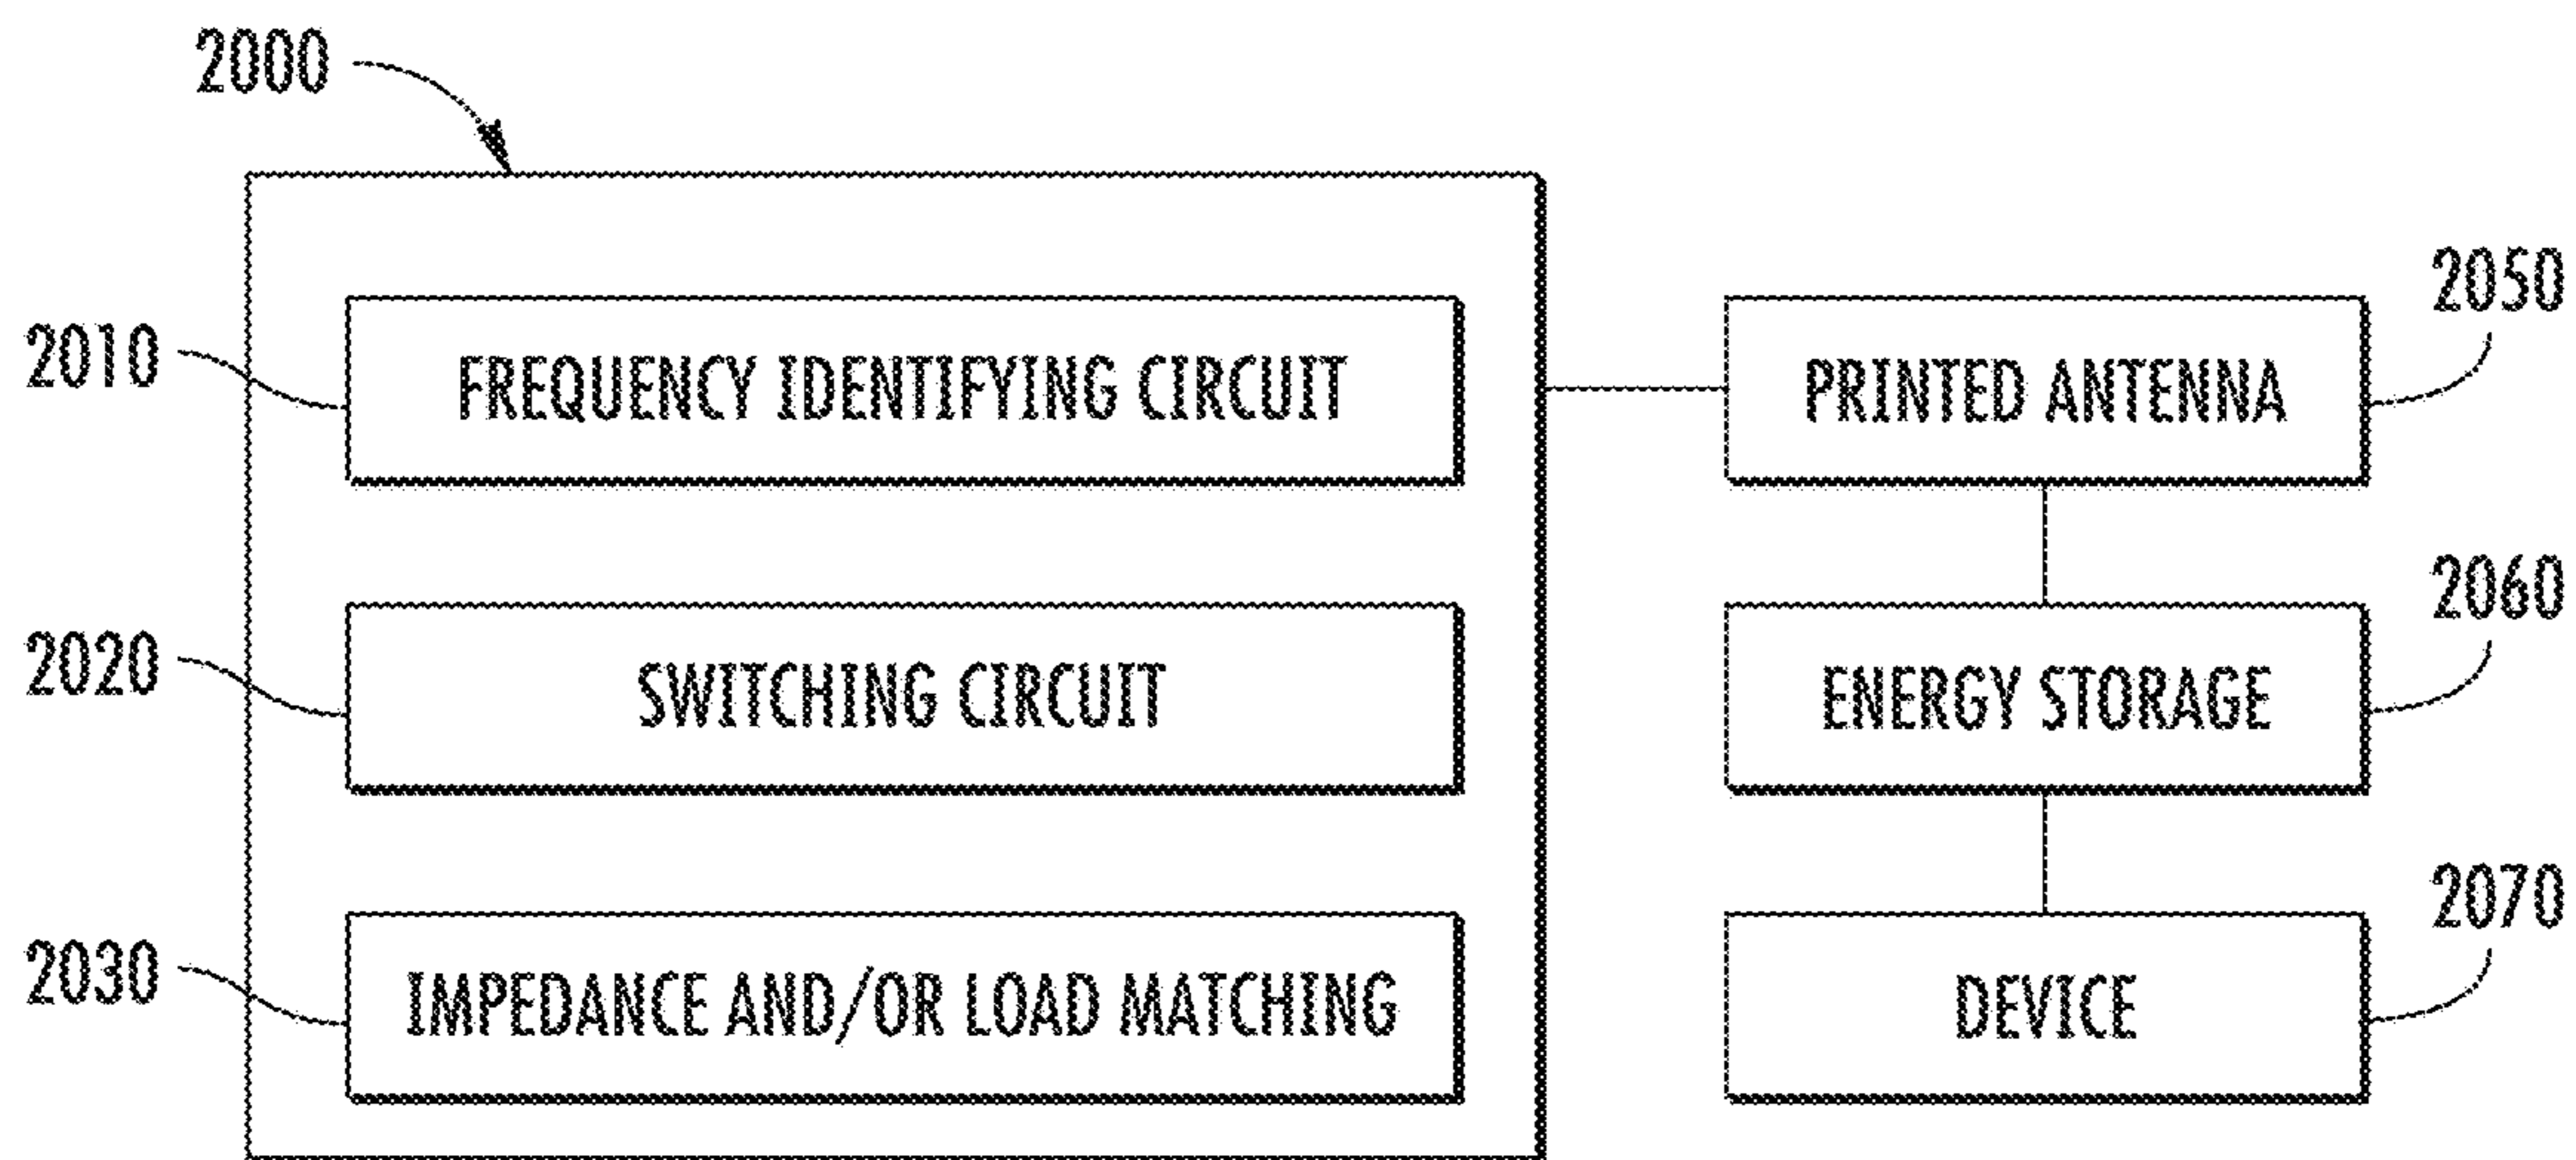 2000
2010
FREQUENCY IDENTIFYING CIRCUIT
PRINTED ANTENNA
2050
2020
SWITCHING CIRCUIT
ENERGY STORAGE
2060
2030
IMPEDANCE AND/OR LOAD MATCHING
DEVICE
2070